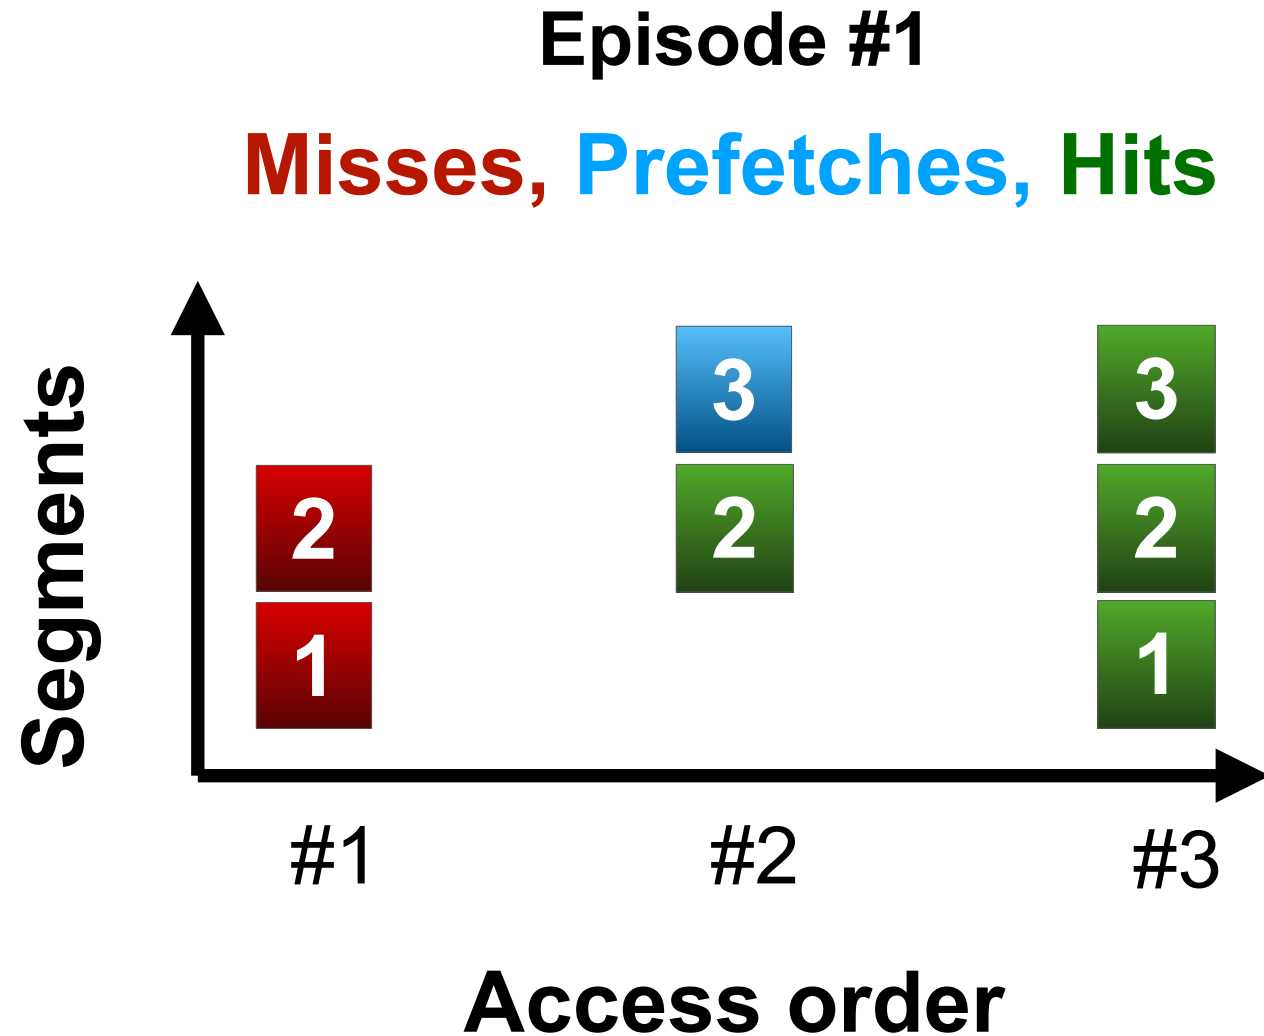 Episode #1
Misses, Prefetches, Hits
Segments
3 3
2 2 2
1 1
#1 #2 #3
Access order